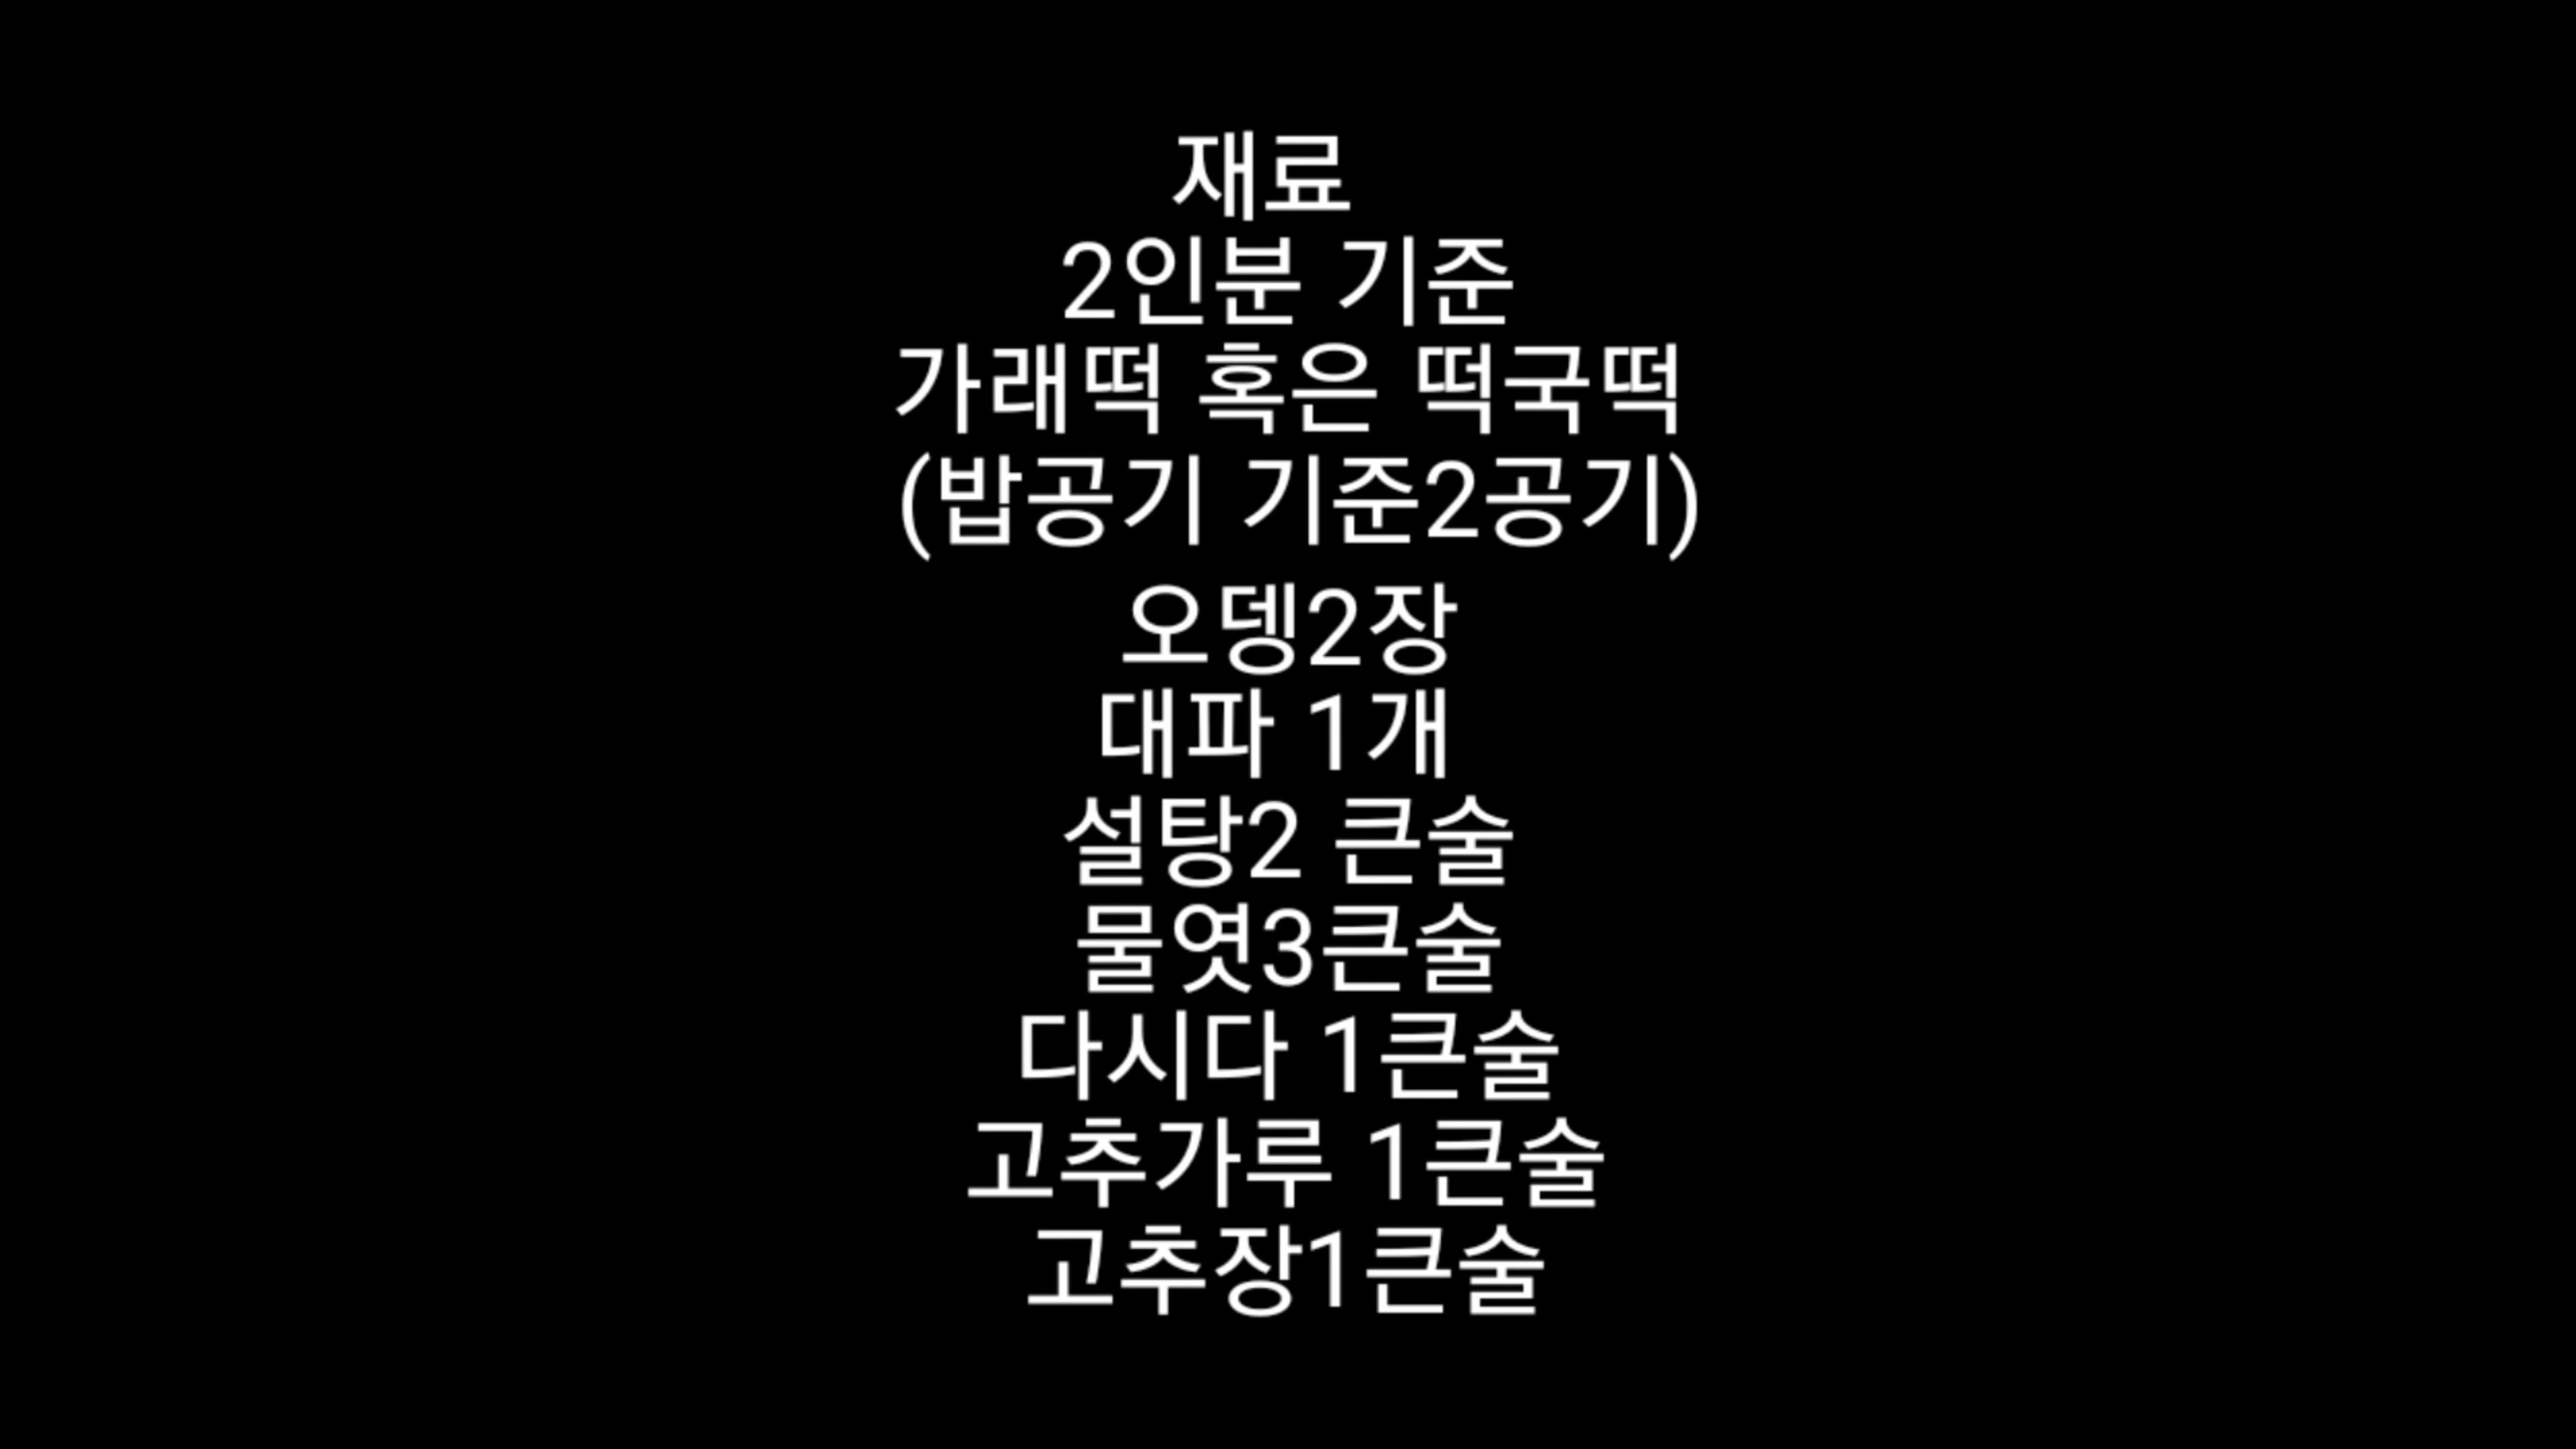 재료
2인분 기준
가래떡 혹은 떡국떡
(밥공기 기준2공기)
오뎅2장
대파 1개
설탕2 큰술
물엿3큰술
다시다 1큰술
고추가루 1큰술
고추장1큰술